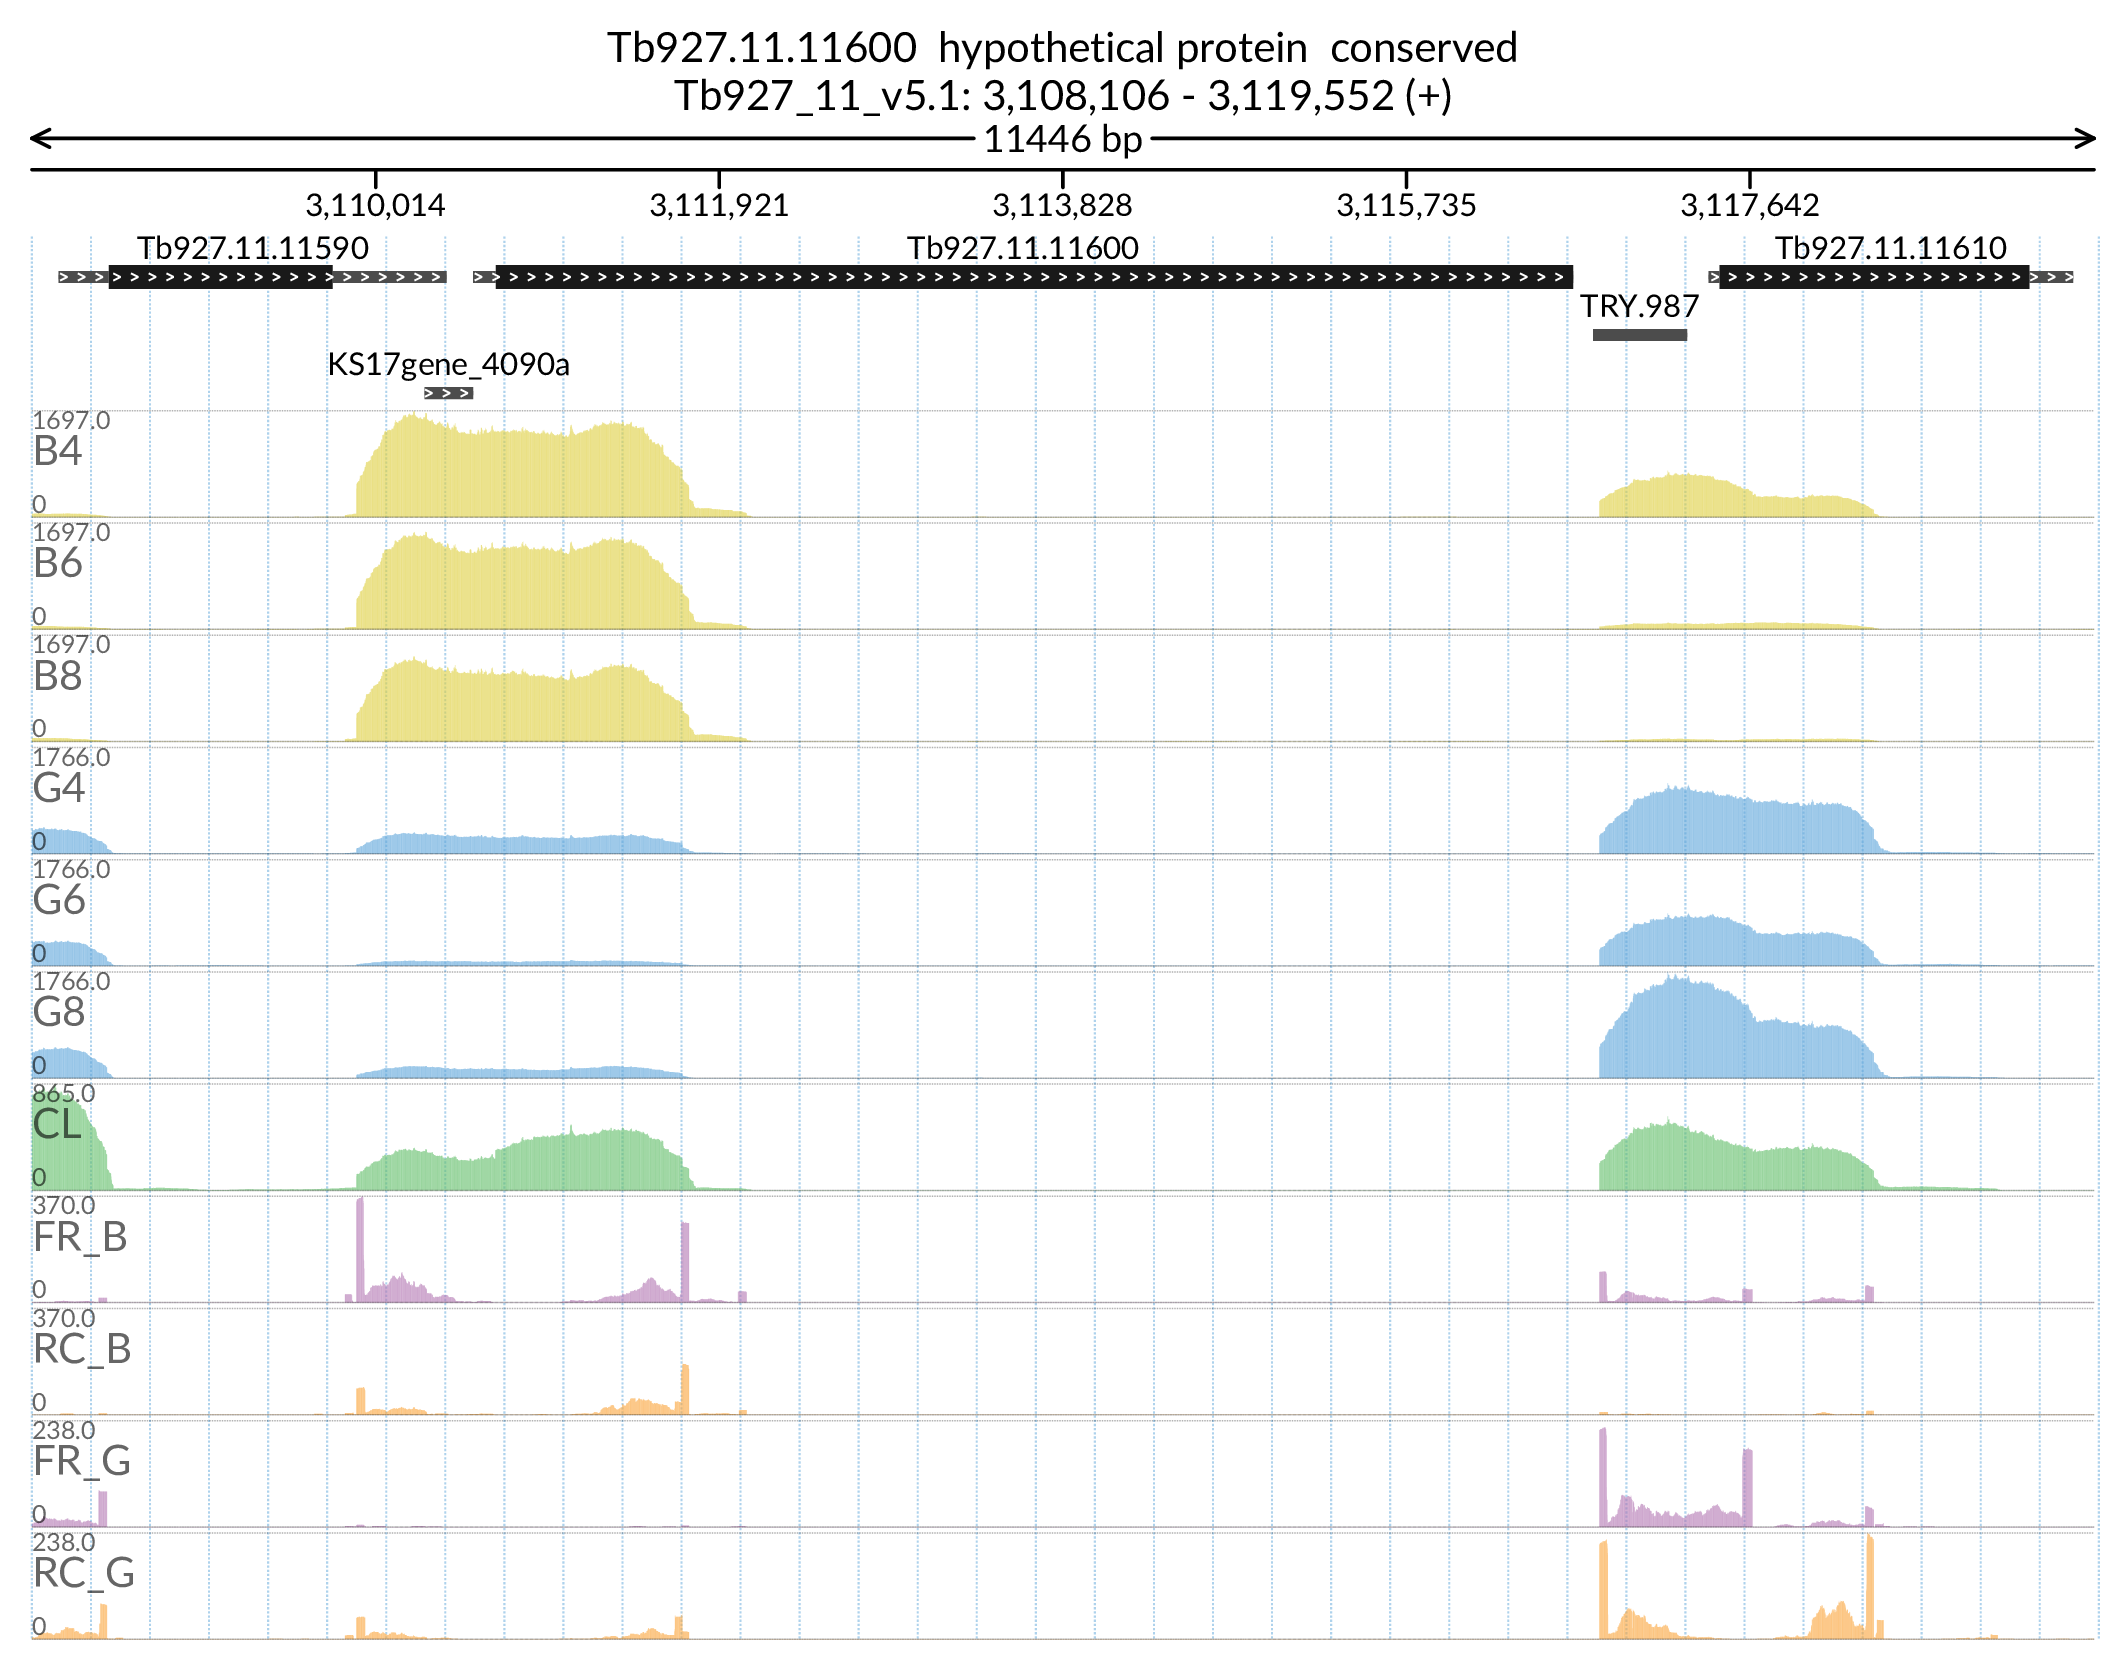 Tb927.11.11600  hypothetical protein  conserved
Tb927_11_v5.1: 3,108,106 - 3,119,552 (+)
11446 bp
3,110,014 3,111,921 3,113,828 3,115,735 3,117,642
Tb927.11.11590 Tb927.11.11600 Tb927.11.11610
TRY.987
KS17gene_4090a
1697.0
B4
0
1697.0
B6
0
1697.0
B8
0
1766.0
G4
0
1766.0
G6
0
1766.0
G8
0
865.0
CL
0
370.0
FR_B
0
370.0
RC_B
0
238.0
FR_G
0
238.0
RC_G
0